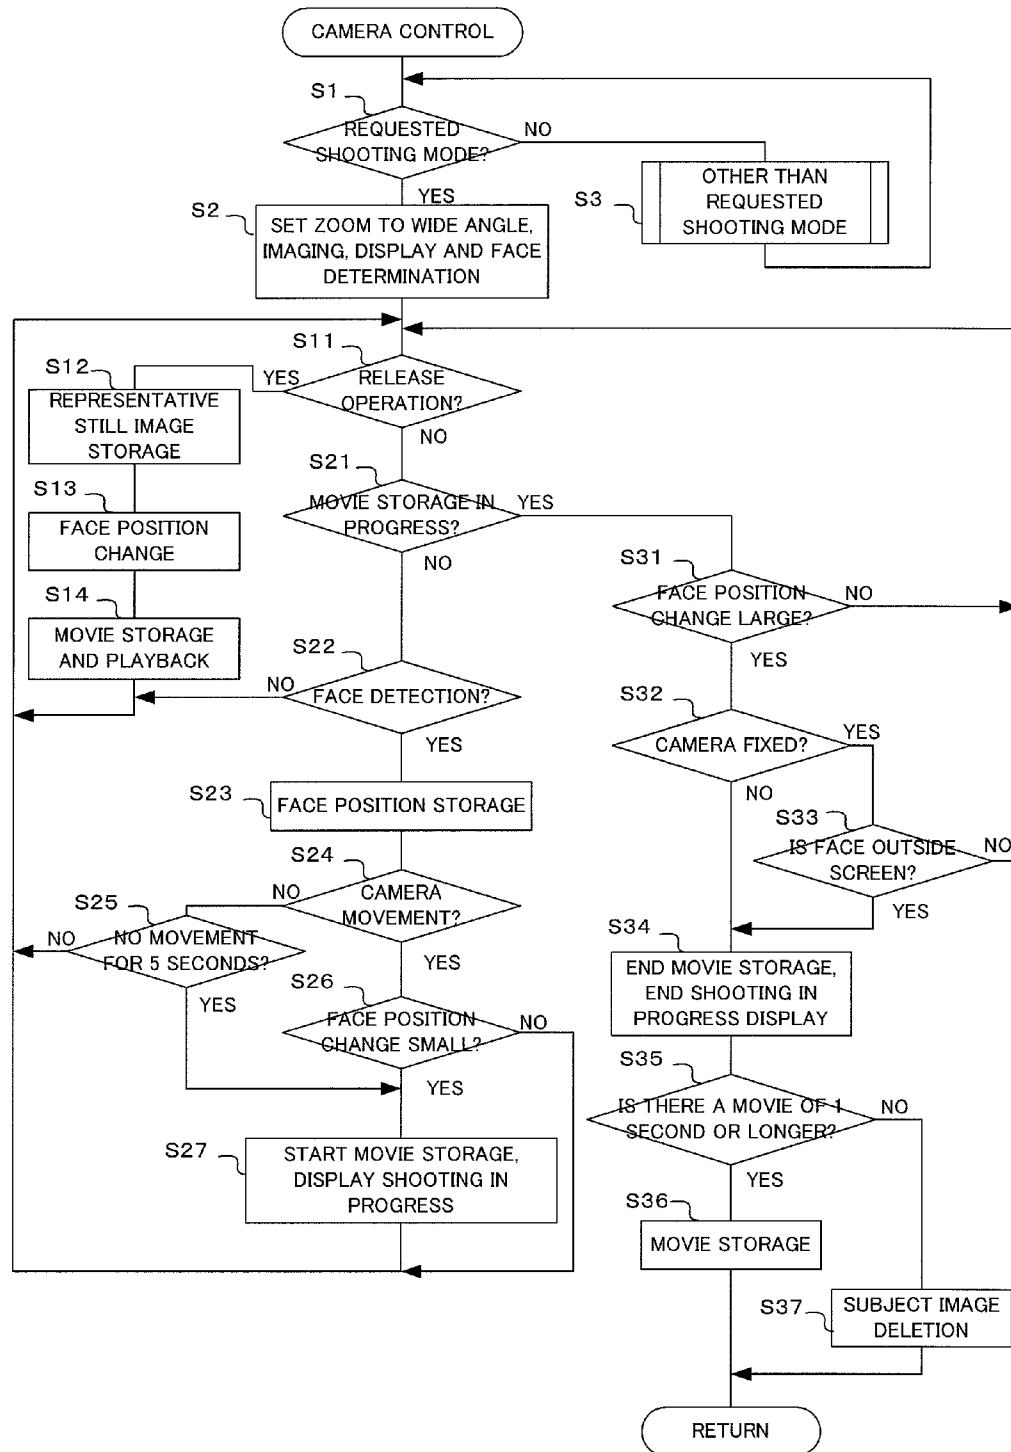 CAMERA CONTROL
S1
REQUESTED
SHOOTING MODE?
NO
YES
S3
OTHER THAN
REQUESTED
SHOOTING MODE
S2
SET ZOOM TO WIDE ANGLE,
IMAGING, DISPLAY AND FACE
DETERMINATION
S11
RELEASE
OPERATION?
YES
NO
S12
REPRESENTATIVE
STILL IMAGE
STORAGE
S13
FACE POSITION
CHANGE
S14
MOVIE STORAGE
AND PLAYBACK
S21
MOVIE STORAGE IN
PROGRESS?
YES
NO
S22
FACE DETECTION?
NO
YES
S23
FACE POSITION STORAGE
S24
CAMERA
MOVEMENT?
NO
YES
S25
NO MOVEMENT
FOR 5 SECONDS?
NO
YES
S26
FACE POSITION
CHANGE SMALL?
NO
YES
S27
START MOVIE STORAGE,
DISPLAY SHOOTING IN
PROGRESS
S31
FACE POSITION
CHANGE LARGE?
NO
YES
S32
CAMERA FIXED?
YES
NO
S33
IS FACE OUTSIDE
SCREEN?
NO
YES
S34
END MOVIE STORAGE,
END SHOOTING IN
PROGRESS DISPLAY
S35
IS THERE A MOVIE OF 1
SECOND OR LONGER?
NO
YES
S36
MOVIE STORAGE
S37
SUBJECT IMAGE
DELETION
RETURN